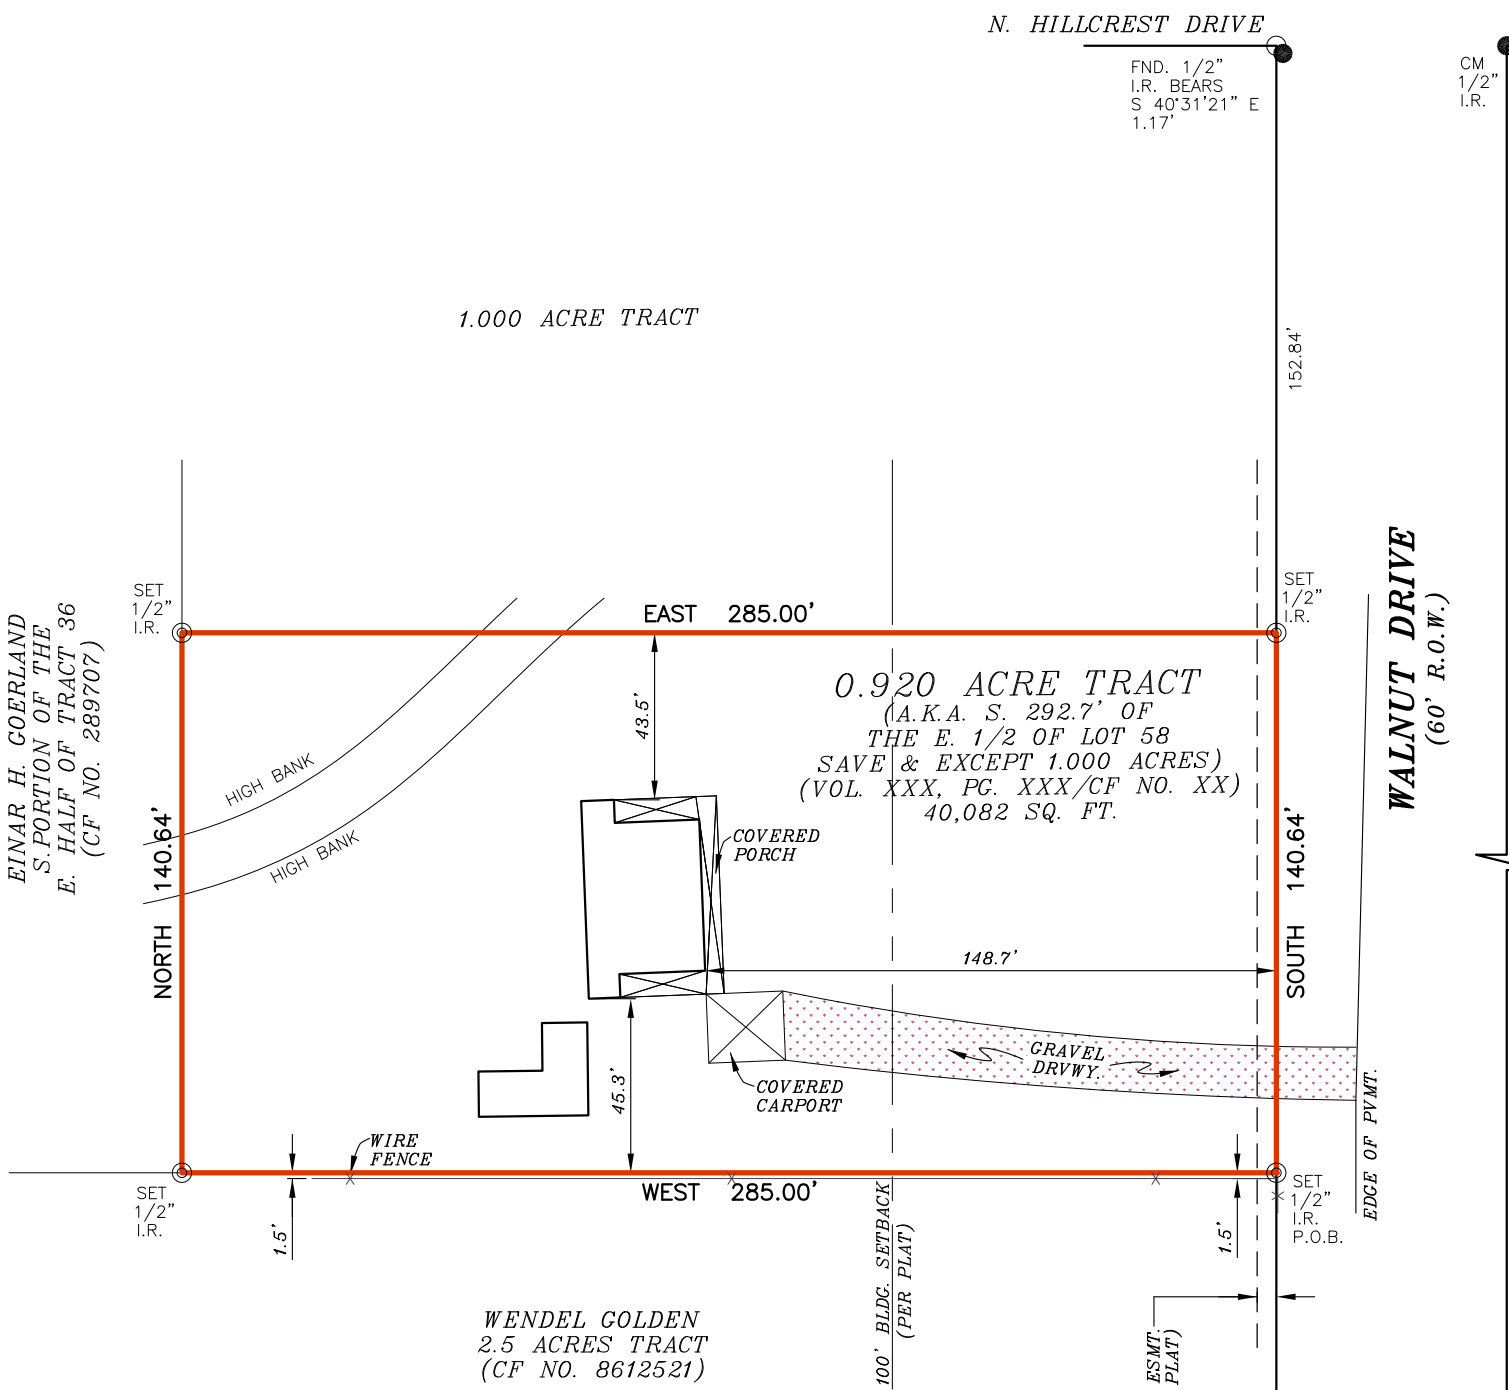 N. HILLCREST DRIVE
FND. 1/2"
I.R. BEARS
S 40°31'21" E
1.17'
CM
1/2"
I.R.
1.000 ACRE TRACT
152.84'
SET
1/2"
I.R.
EAST 285.00'
SET
1/2"
I.R.
EINAR H. GOERLAND
S.PORTION OF THE
E. HALF OF TRACT 36
(CF NO. 289707)
43.5'
0.920 ACRE TRACT
(A.K.A. S. 292.7' OF
THE E. 1/2 OF LOT 58
SAVE & EXCEPT 1.000 ACRES)
(VOL. XXX, PG. XXX/CF NO. XX)
40,082 SQ. FT.
WALNUT DRIVE
(60' R.O.W.)
HIGH BANK
HIGH BANK
NORTH 140.64'
COVERED
PORCH
148.7'
SOUTH 140.64'
GRAVEL
DRVWY.
COVERED
CARPORT
45.3'
EDGE OF PVMT.
WIRE
FENCE
WEST 285.00'
SET
1/2"
I.R.
1.5'
SET
1/2"
I.R.
P.O.B.
1.5'
100' BLDG. SETBACK
(PER PLAT)
ESMT.
PLAT)
WENDEL GOLDEN
2.5 ACRES TRACT
(CF NO. 8612521)